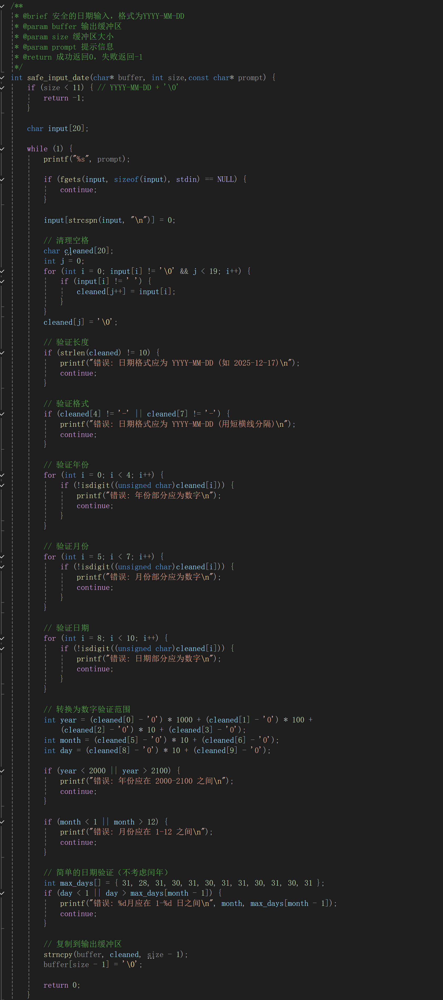 /**
* @brief 安全的日期输入，格式为YYYY-MM-DD
* @param buffer 输出缓冲区
* @param size 缓冲区大小
* @param prompt 提示信息
* @return 成功返回0，失败返回-1
*/
int safe_input_date(char* buffer, int size,const char* prompt) {
    if (size < 11) { // YYYY-MM-DD + '\0'
        return -1;
    }

    char input[20];

    while (1) {
        printf("%s", prompt);

        if (fgets(input, sizeof(input), stdin) == NULL) {
            continue;
        }

        input[strcspn(input, "\n")] = 0;

        // 清理空格
        char cleaned[20];
        int j = 0;
        for (int i = 0; input[i] != '\0' && j < 19; i++) {
            if (input[i] != ' ') {
                cleaned[j++] = input[i];
            }
        }
        cleaned[j] = '\0';

        // 验证长度
        if (strlen(cleaned) != 10) {
            printf("错误: 日期格式应为 YYYY-MM-DD (如 2025-12-17)\n");
            continue;
        }

        // 验证格式
        if (cleaned[4] != '-' || cleaned[7] != '-') {
            printf("错误: 日期格式应为 YYYY-MM-DD (用短横线分隔)\n");
            continue;
        }

        // 验证年份
        for (int i = 0; i < 4; i++) {
            if (!isdigit((unsigned char)cleaned[i])) {
                printf("错误: 年份部分应为数字\n");
                continue;
            }
        }

        // 验证月份
        for (int i = 5; i < 7; i++) {
            if (!isdigit((unsigned char)cleaned[i])) {
                printf("错误: 月份部分应为数字\n");
                continue;
            }
        }

        // 验证日期
        for (int i = 8; i < 10; i++) {
            if (!isdigit((unsigned char)cleaned[i])) {
                printf("错误: 日期部分应为数字\n");
                continue;
            }
        }

        // 转换为数字验证范围
        int year = (cleaned[0] - '0') * 1000 + (cleaned[1] - '0') * 100 +
            (cleaned[2] - '0') * 10 + (cleaned[3] - '0');
        int month = (cleaned[5] - '0') * 10 + (cleaned[6] - '0');
        int day = (cleaned[8] - '0') * 10 + (cleaned[9] - '0');

        if (year < 2000 || year > 2100) {
            printf("错误: 年份应在 2000-2100 之间\n");
            continue;
        }

        if (month < 1 || month > 12) {
            printf("错误: 月份应在 1-12 之间\n");
            continue;
        }

        // 简单的日期验证（不考虑闰年）
        int max_days[] = { 31, 28, 31, 30, 31, 30, 31, 31, 30, 31, 30, 31 };
        if (day < 1 || day > max_days[month - 1]) {
            printf("错误: %d月应在 1-%d 日之间\n", month, max_days[month - 1]);
            continue;
        }

        // 复制到输出缓冲区
        strncpy(buffer, cleaned, size - 1);
        buffer[size - 1] = '\0';

        return 0;
    }